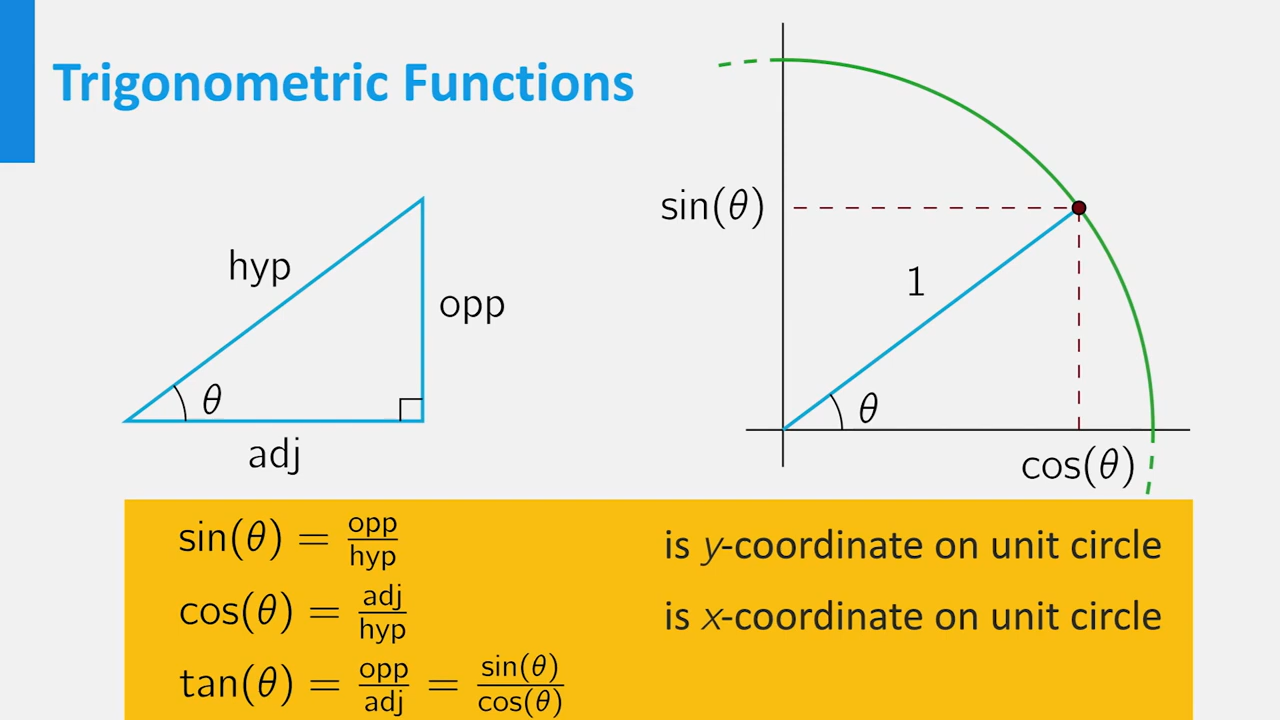 Trigonometric Functions
hyp
opp
θ
adj
sin(θ)
1
θ
cos(θ)
sin(θ) = opp/hyp is y-coordinate on unit circle
cos(θ) = adj/hyp is x-coordinate on unit circle
tan(θ) = opp/adj = sin(θ)/cos(θ)